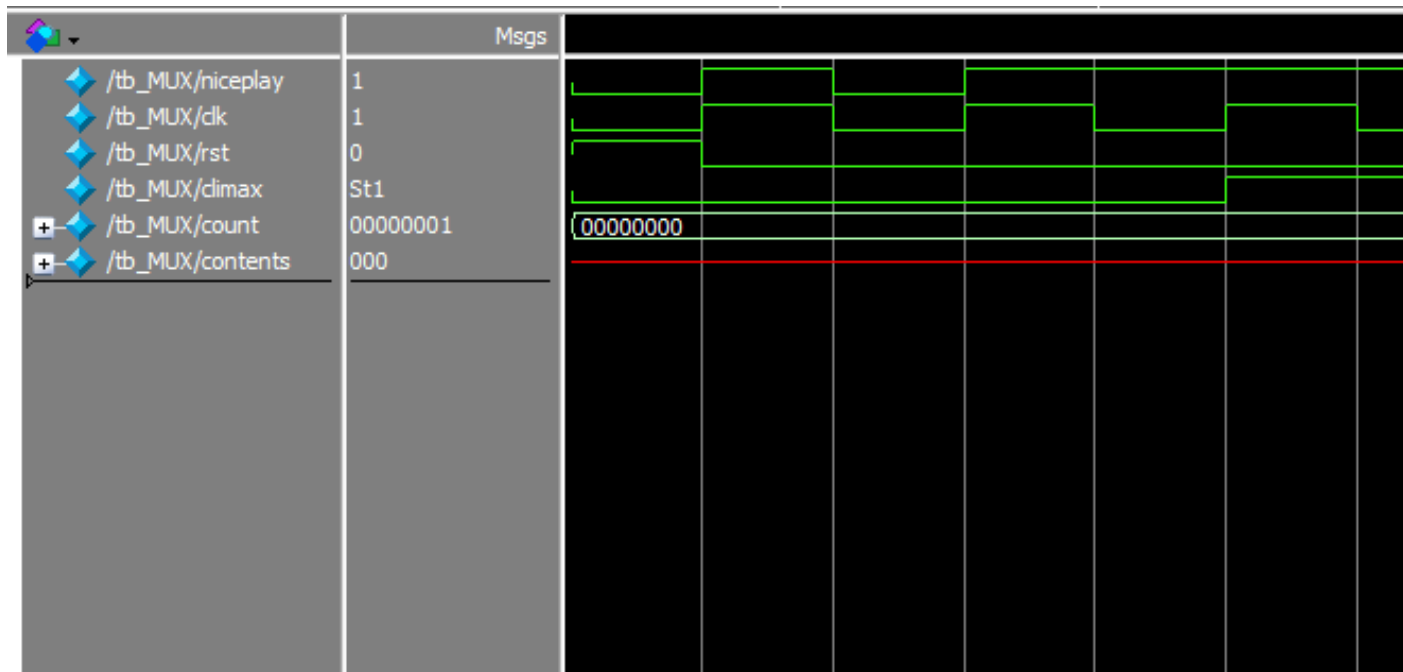 Msgs
/tb_MUX/niceplay 1
/tb_MUX/clk 1
/tb_MUX/rst 0
/tb_MUX/climax St1
/tb_MUX/count 00000001 00000000
/tb_MUX/contents 000